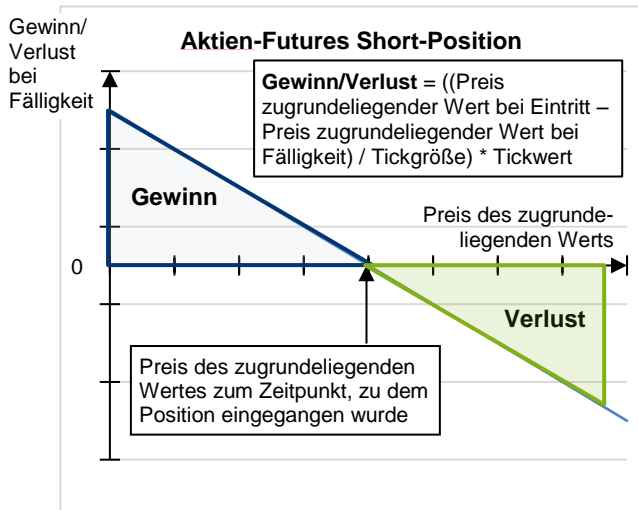 Gewinn/
Verlust
bei
Fälligkeit
Aktien-Futures Short-Position
Gewinn/Verlust = ((Preis
zugrundeliegender Wert bei Eintritt –
Preis zugrundeliegender Wert bei
Fälligkeit) / Tickgröße) * Tickwert
Gewinn
Preis des zugrunde-
liegenden Werts
0
Verlust
Preis des zugrundeliegenden
Wertes zum Zeitpunkt, zu dem
Position eingegangen wurde